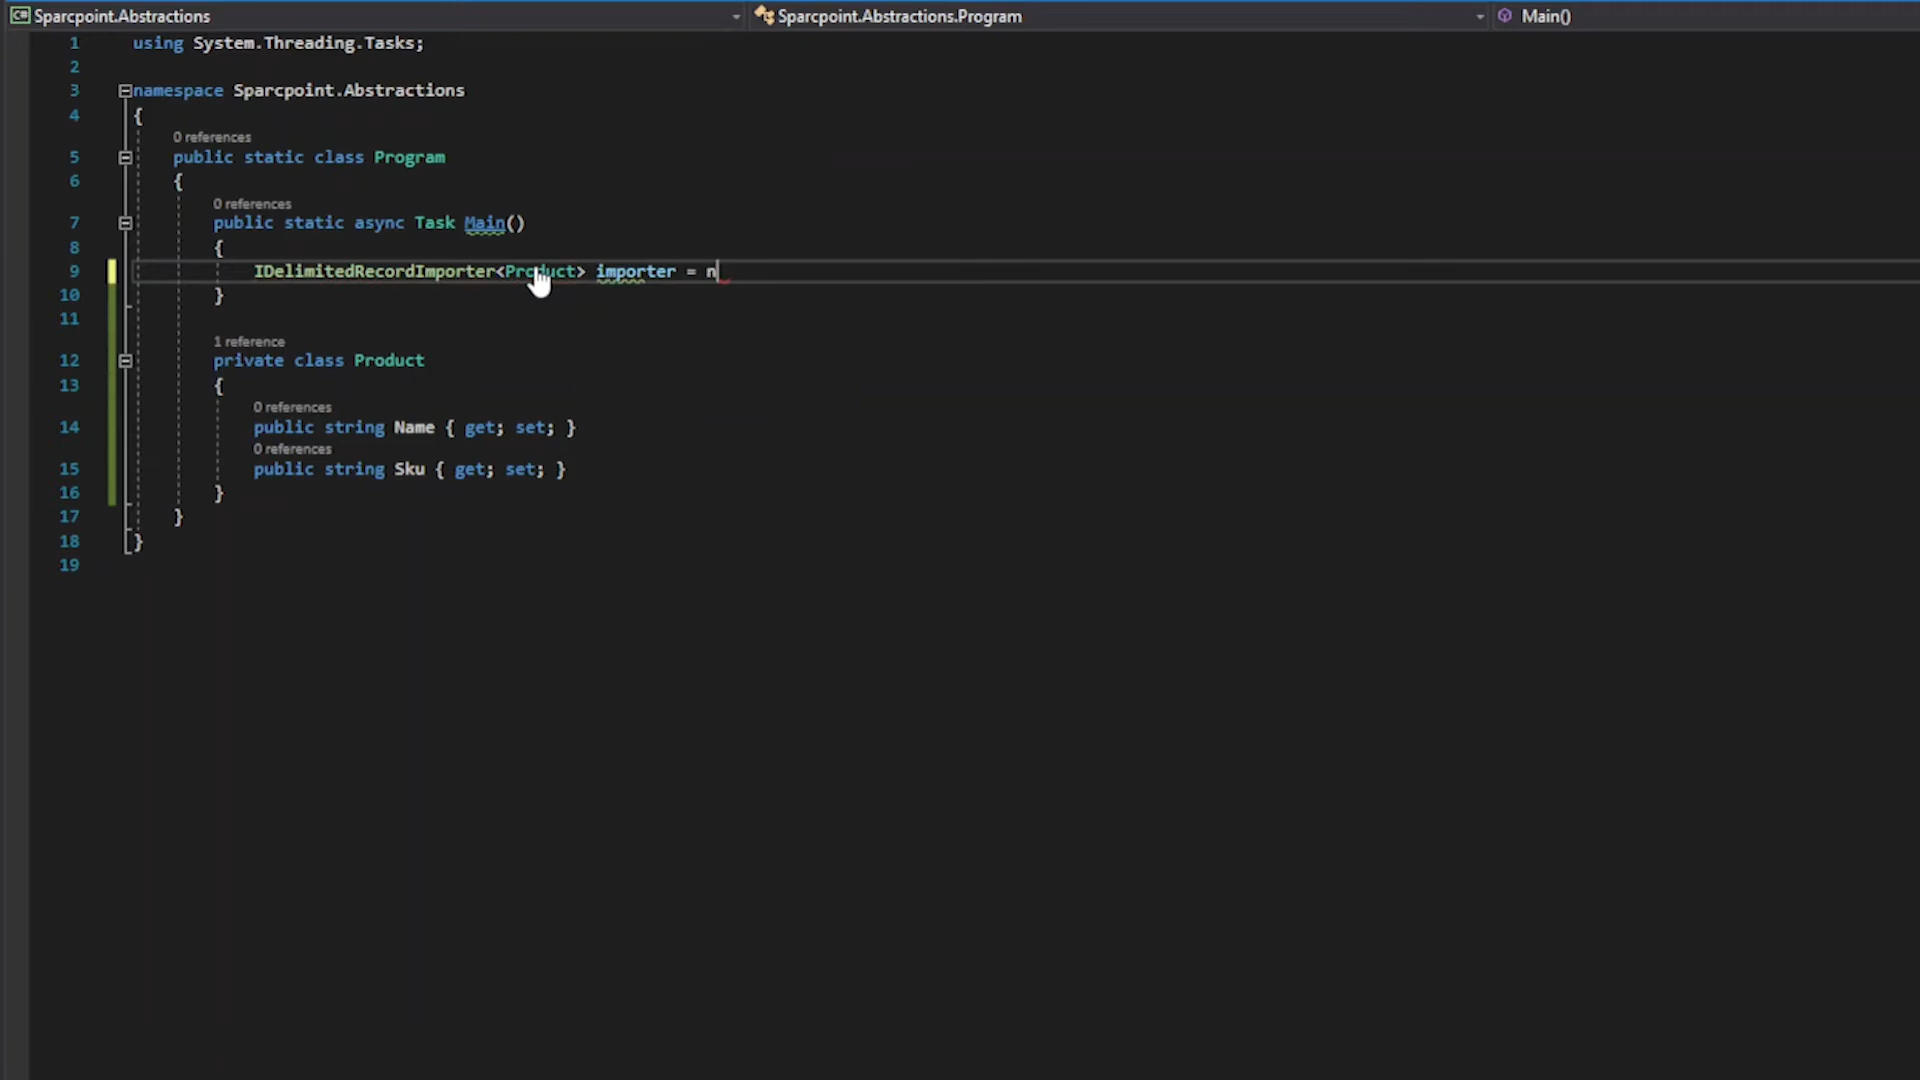 C# Sparcpoint.Abstractions Sparcpoint.Abstractions.Program Main()
1 using System.Threading.Tasks;
2
3 namespace Sparcpoint.Abstractions
4 {
0 references
5 public static class Program
6 {
0 references
7 public static async Task Main()
8 {
9 IDelimitedRecordImporter<Product> importer = n
10 }
11
1 reference
12 private class Product
13 {
0 references
14 public string Name { get; set; }
0 references
15 public string Sku { get; set; }
16 }
17 }
18 }
19